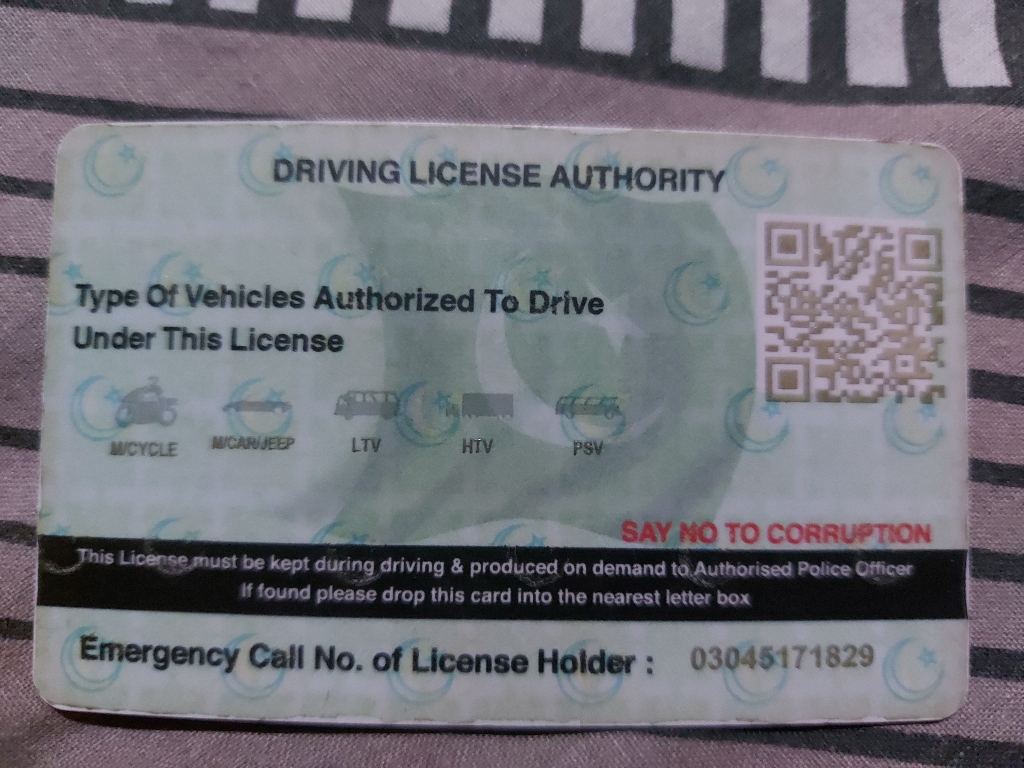 DRIVING LICENSE AUTHORITY
Type Of Vehicles Authorized To Drive
Under This License
M/CYCLE M/CAR/JEEP LTV HTV PSV
SAY NO TO CORRUPTION
This License must be kept during driving & produced on demand to Authorised Police Officer
If found please drop this card into the nearest letter box
Emergency Call No. of License Holder : 03045171829